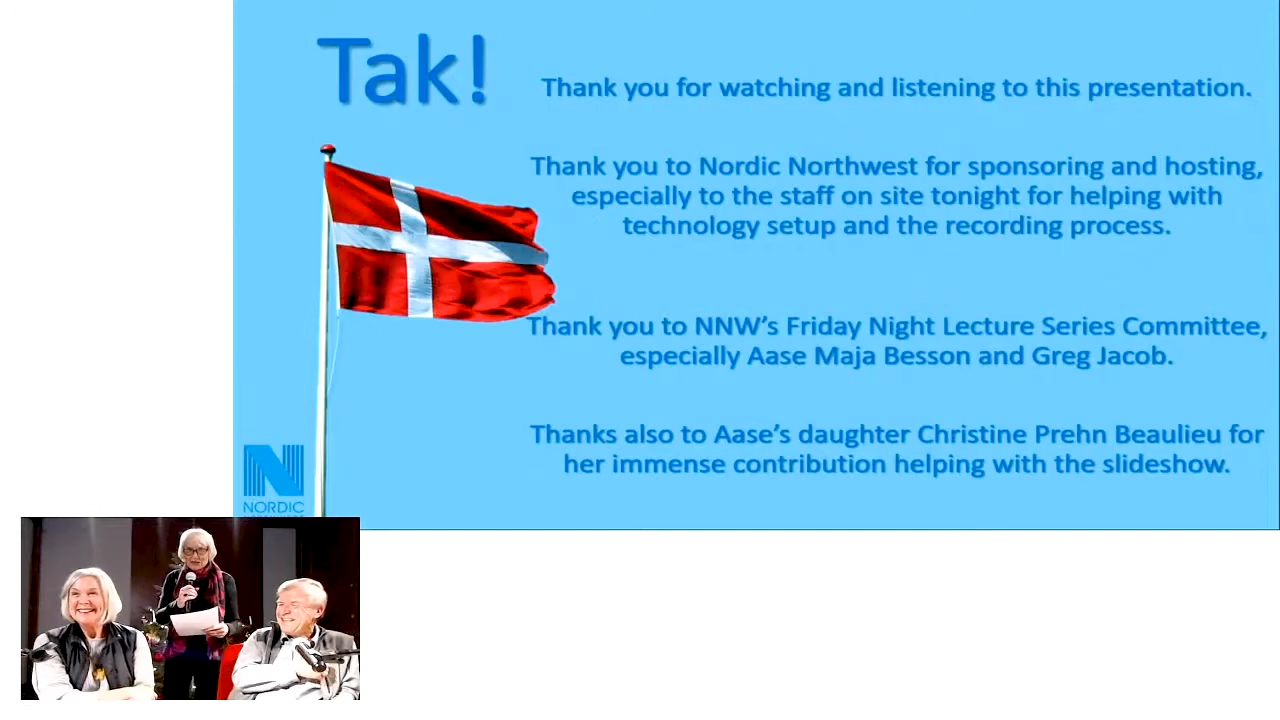 Tak!
Thank you for watching and listening to this presentation.
Thank you to Nordic Northwest for sponsoring and hosting,
especially to the staff on site tonight for helping with
technology setup and the recording process.
Thank you to NNW’s Friday Night Lecture Series Committee,
especially Aase Maja Besson and Greg Jacob.
Thanks also to Aase’s daughter Christine Prehn Beaulieu for
her immense contribution helping with the slideshow.
N
NORDIC